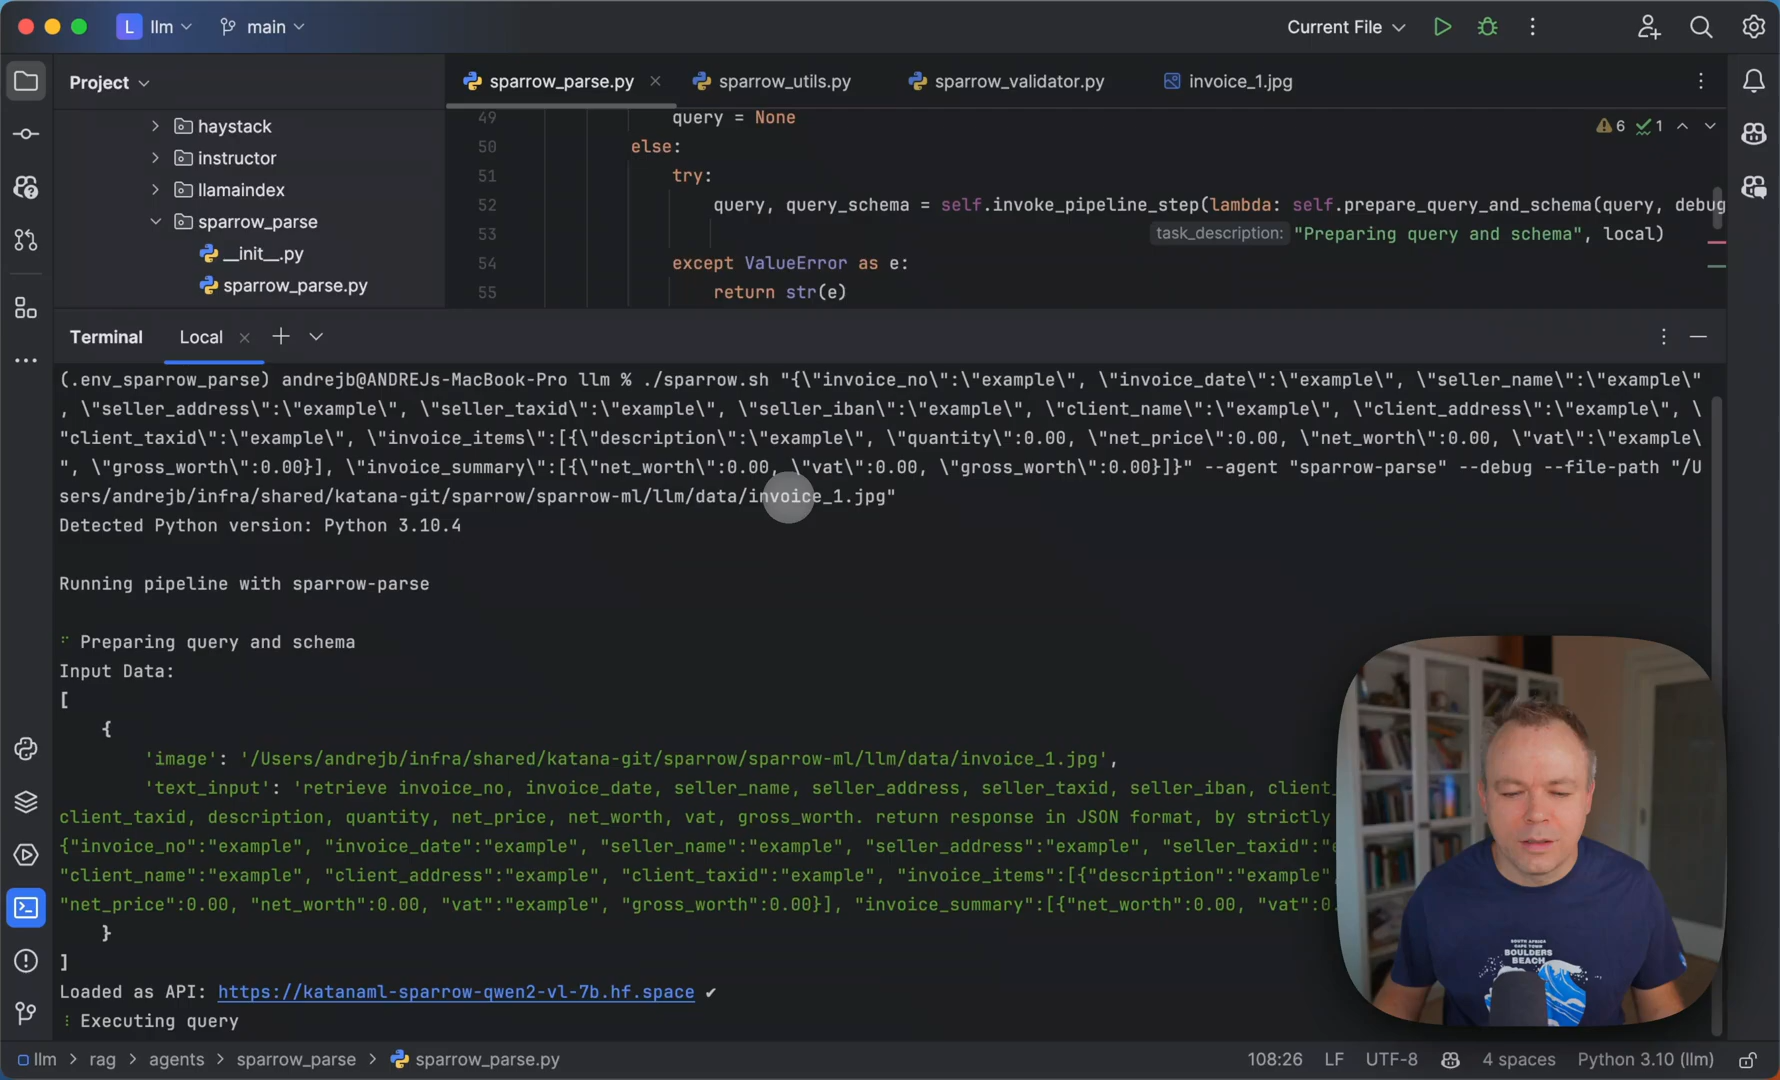 L llm main Current File
Project
sparrow_parse.py sparrow_utils.py sparrow_validator.py invoice_1.jpg
haystack
instructor
llamaindex
sparrow_parse
__init__.py
sparrow_parse.py
49 query = None
6 1
50 else:
51 try:
52 query, query_schema = self.invoke_pipeline_step(lambda: self.prepare_query_and_schema(query, debug
53 task_description: "Preparing query and schema", local)
54 except ValueError as e:
55 return str(e)
Terminal Local
(.env_sparrow_parse) andrejb@ANDREJs-MacBook-Pro llm % ./sparrow.sh "{\"invoice_no\":\"example\", \"invoice_date\":\"example\", \"seller_name\":\"example\"
, \"seller_address\":\"example\", \"seller_taxid\":\"example\", \"seller_iban\":\"example\", \"client_name\":\"example\", \"client_address\":\"example\", \
"client_taxid\":\"example\", \"invoice_items\":[{\"description\":\"example\", \"quantity\":0.00, \"net_price\":0.00, \"net_worth\":0.00, \"vat\":\"example\
", \"gross_worth\":0.00}], \"invoice_summary\":[{\"net_worth\":0.00, \"vat\":0.00, \"gross_worth\":0.00}]}" --agent "sparrow-parse" --debug --file-path "/U
sers/andrejb/infra/shared/katana-git/sparrow/sparrow-ml/llm/data/invoice_1.jpg"
Detected Python version: Python 3.10.4
Running pipeline with sparrow-parse
Preparing query and schema
Input Data:
[
{
'image': '/Users/andrejb/infra/shared/katana-git/sparrow/sparrow-ml/llm/data/invoice_1.jpg',
'text_input': 'retrieve invoice_no, invoice_date, seller_name, seller_address, seller_taxid, seller_iban, client_
client_taxid, description, quantity, net_price, net_worth, vat, gross_worth. return response in JSON format, by strictly
{"invoice_no":"example", "invoice_date":"example", "seller_name":"example", "seller_address":"example", "seller_taxid":"e
"client_name":"example", "client_address":"example", "client_taxid":"example", "invoice_items":[{"description":"example",
"net_price":0.00, "net_worth":0.00, "vat":"example", "gross_worth":0.00}], "invoice_summary":[{"net_worth":0.00, "vat":0.
}
]
Loaded as API: https://katanaml-sparrow-qwen2-vl-7b.hf.space ✔
Executing query
SOUTH AFRICA
CAPE TOWN
BOULDERS
BEACH
llm > rag > agents > sparrow_parse > sparrow_parse.py 108:26 LF UTF-8 4 spaces Python 3.10 (llm)